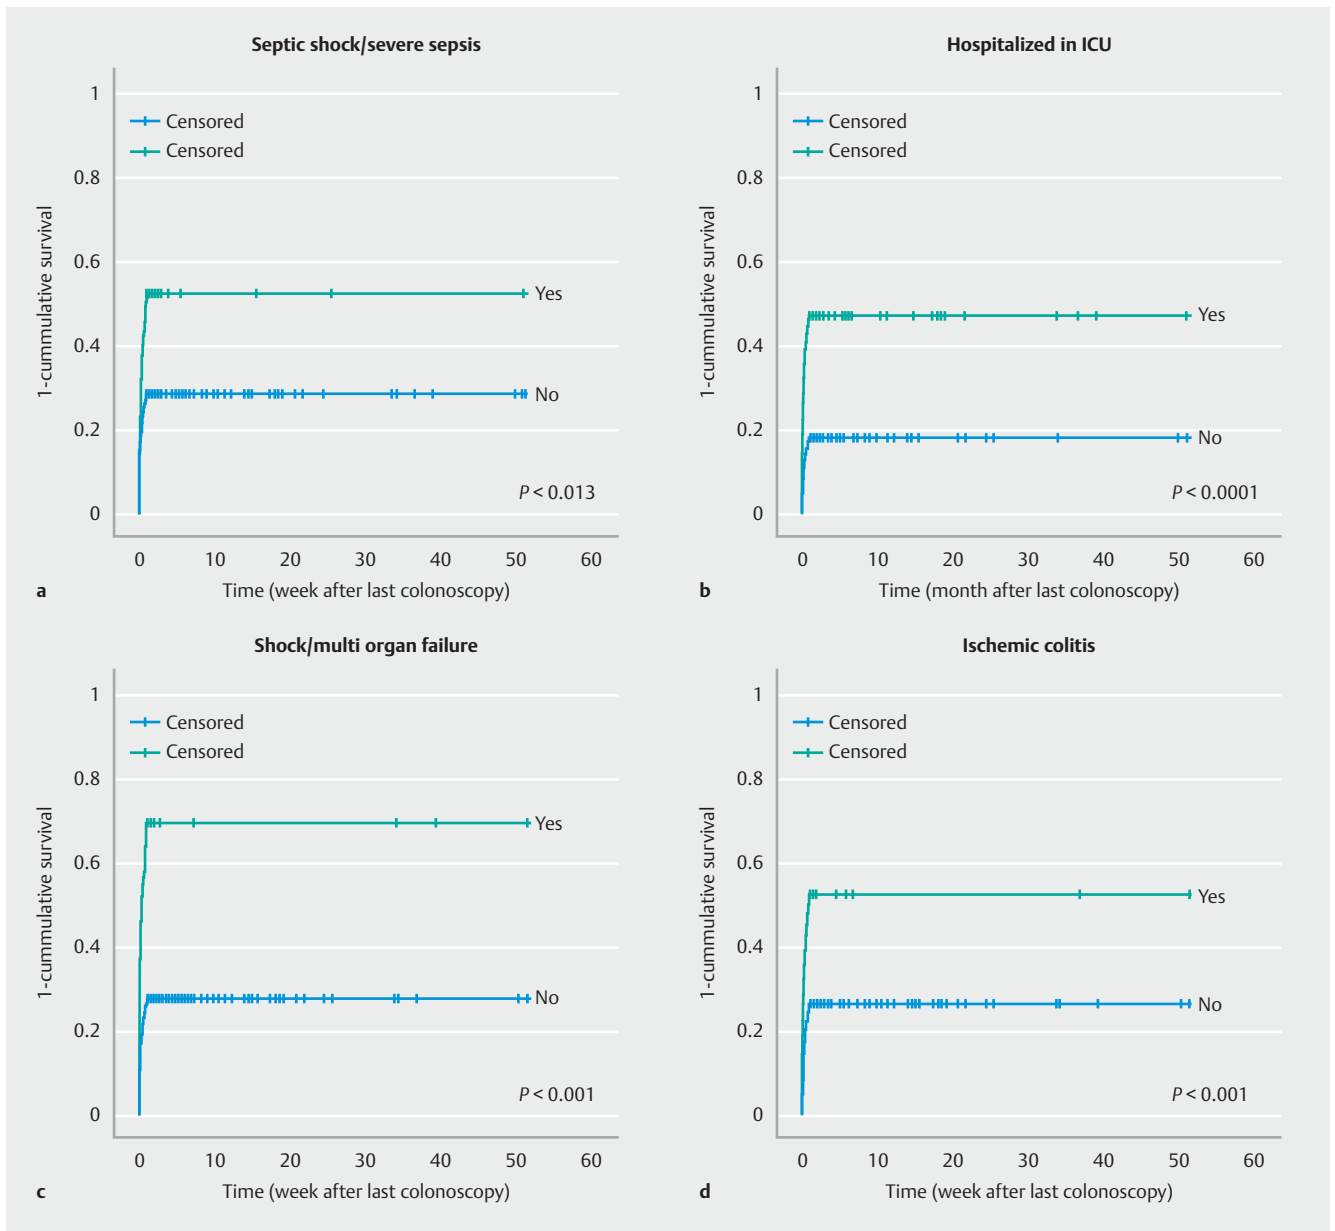 Septic shock/severe sepsis
1
Censored
Censored
0.8
0.6
0.4
0.2
0
1-cummulative survival
Yes
No
P < 0.013
0 10 20 30 40 50 60
a
Time (week after last colonoscopy)
Hospitalized in ICU
1
Censored
Censored
0.8
0.6
0.4
0.2
0
1-cummulative survival
Yes
No
P < 0.0001
0 10 20 30 40 50 60
b
Time (month after last colonoscopy)
Shock/multi organ failure
1
Censored
Censored
0.8
0.6
0.4
0.2
0
1-cummulative survival
Yes
No
P < 0.001
0 10 20 30 40 50 60
c
Time (week after last colonoscopy)
Ischemic colitis
1
Censored
Censored
0.8
0.6
0.4
0.2
0
1-cummulative survival
Yes
No
P < 0.001
0 10 20 30 40 50 60
d
Time (week after last colonoscopy)